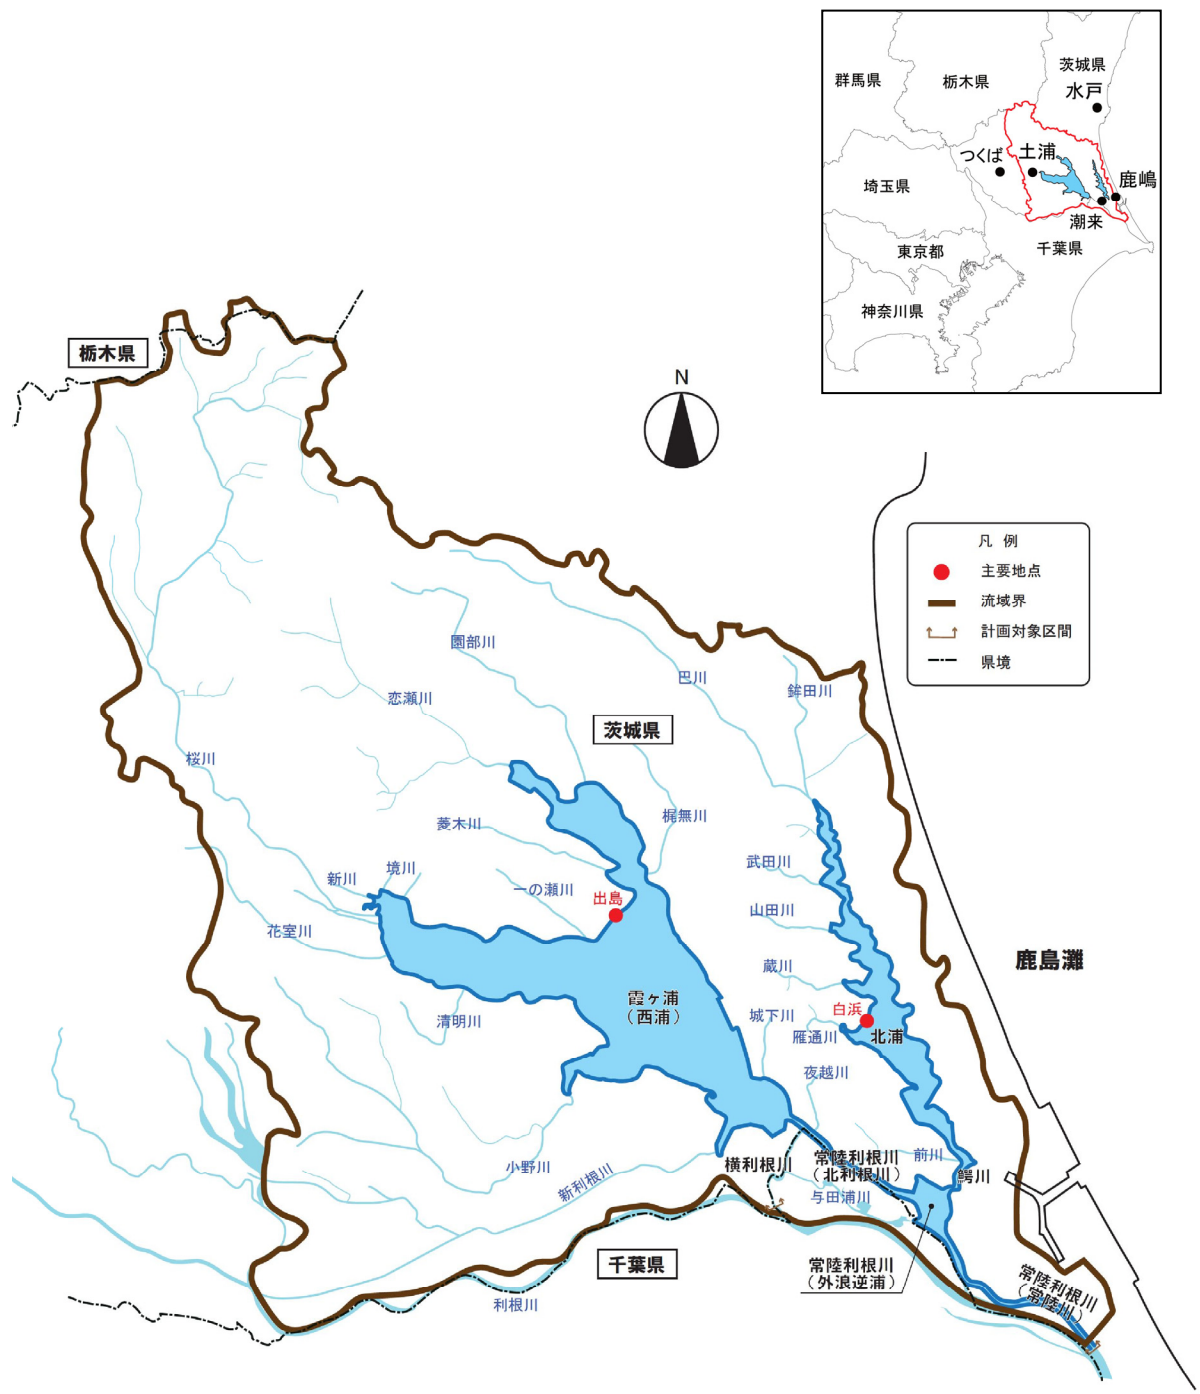 群馬県
栃木県
茨城県
水戸
つくば
土浦
埼玉県
鹿嶋
潮来
東京都
千葉県
神奈川県
栃木県
N
凡 例
主要地点
流域界
計画対象区間
県境
園部川
巴川
鉾田川
恋瀬川
茨城県
桜川
菱木川
梶無川
武田川
境川
新川
一の瀬川
出島
山田川
花室川
鹿島灘
蔵川
霞ヶ浦
（西浦）
白浜
城下川
清明川
雁通川
北浦
夜越川
小野川
新利根川
横利根川
常陸利根川
（北利根川）
前川
鰐川
与田浦川
千葉県
常陸利根川
（外浪逆浦）
常陸利根川
（常陸川）
利根川